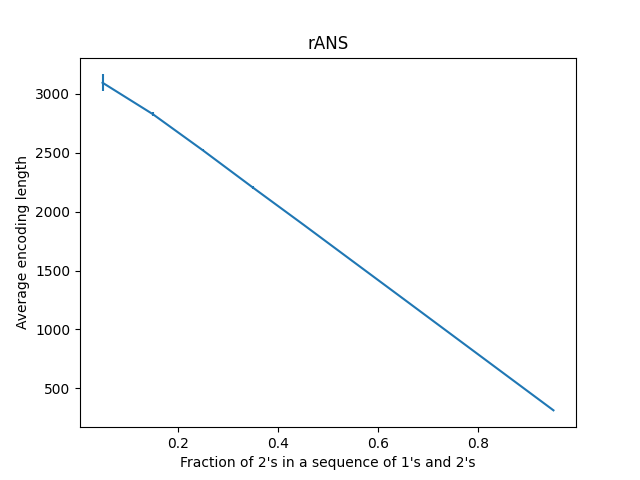 rANS
Average encoding length
3000
2500
2000
1500
1000
500
0.2 0.4 0.6 0.8
Fraction of 2's in a sequence of 1's and 2's